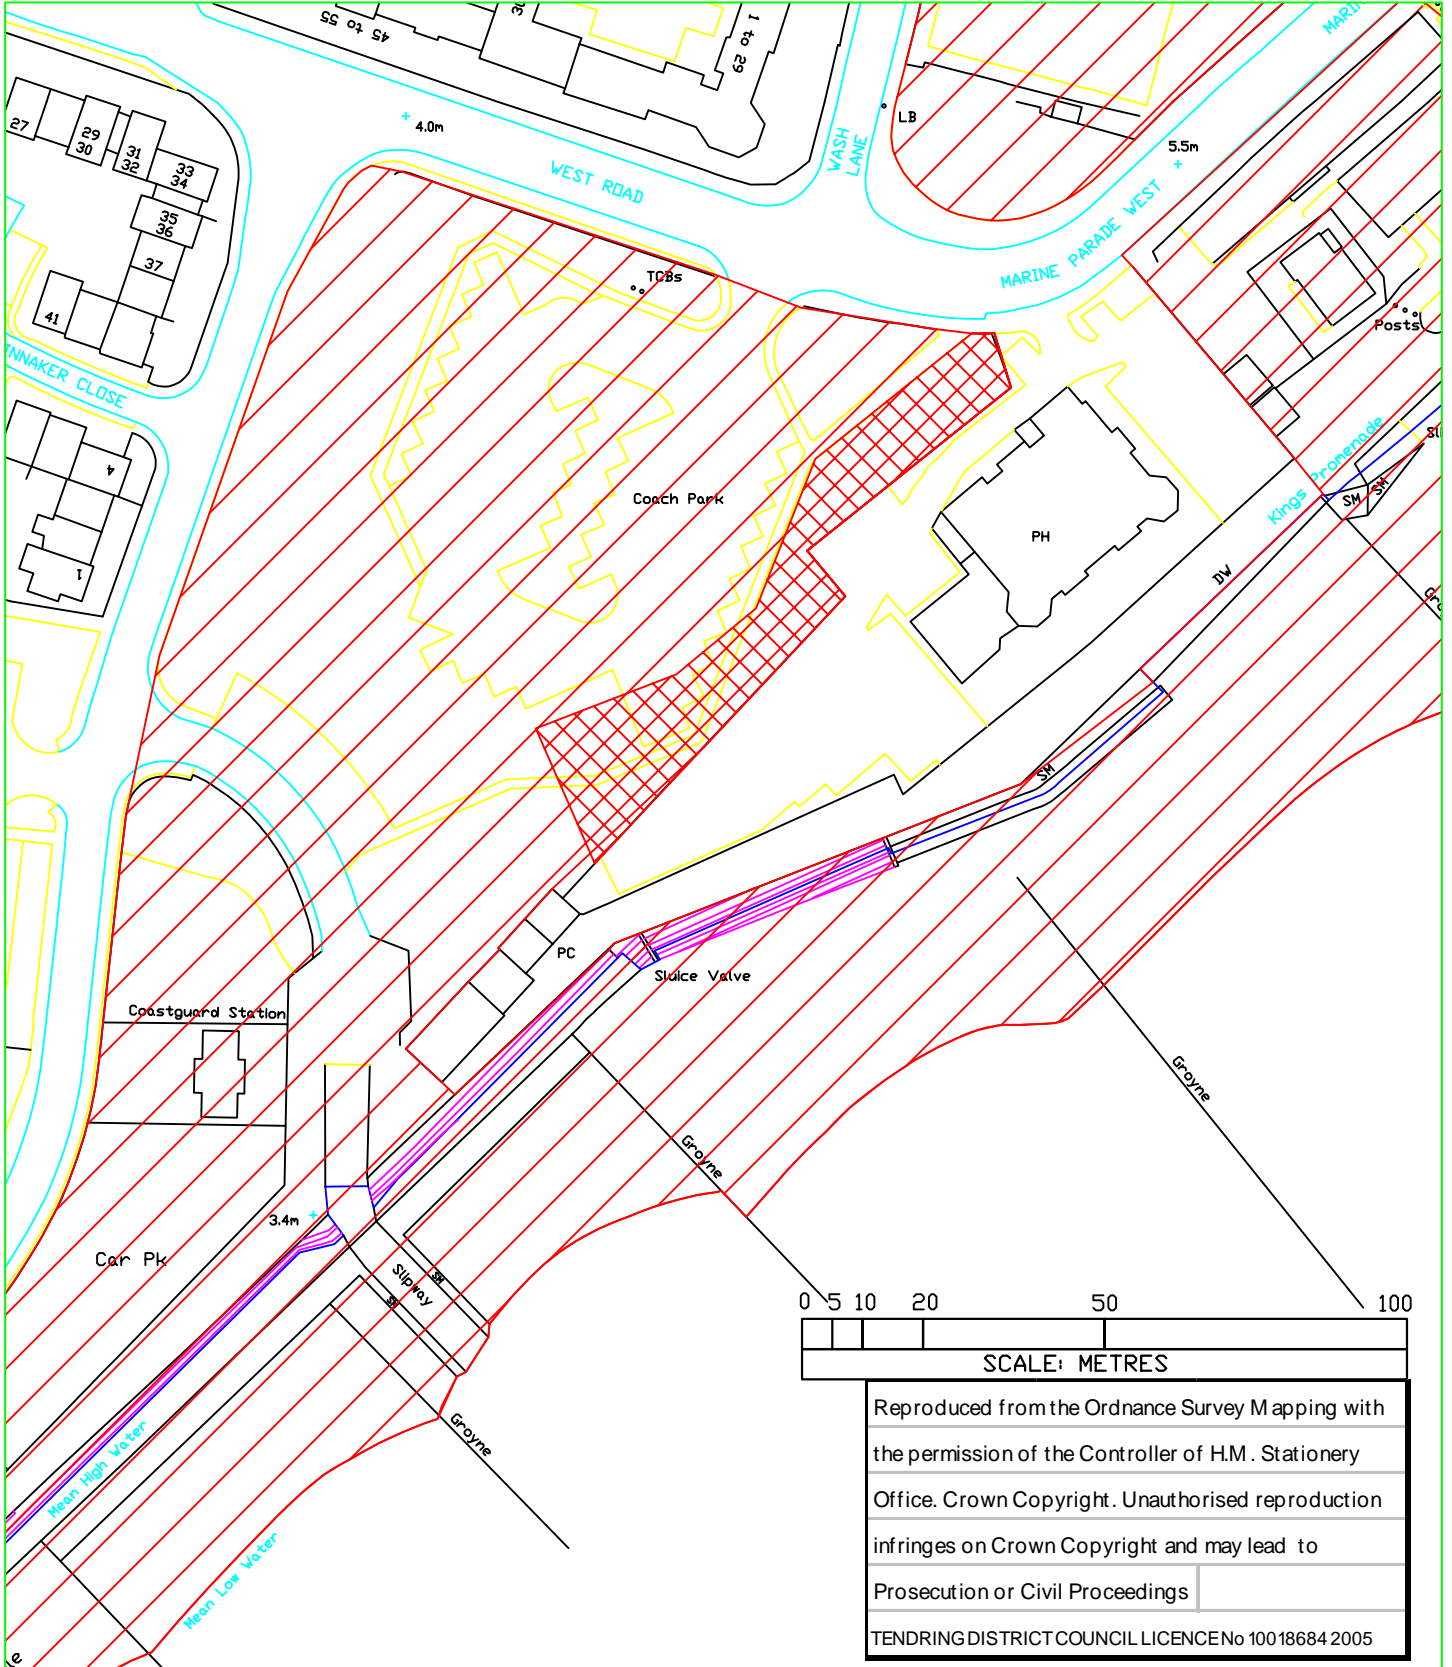 45 to 55
1 to 29
MARIN
27
29
30
31
32
33
34
35
36
37
41
4.0m
WEST ROAD
WASH
LANE
LB
5.5m
MARINE PARADE WEST
TCBs
Posts
INNAKER CLOSE
4
1
Coach Park
PH
Kings Promenade
SM
SM
DW
SM
PC
Sluice Valve
Coastguard Station
Groyne
Groyne
3.4m
Car Pk
Slipway
SM
SM
Groyne
Mean High Water
Mean Low Water
0 5 10 20 50 100
SCALE: METRES
Reproduced from the Ordnance Survey Mapping with
the permission of the Controller of H.M. Stationery
Office. Crown Copyright. Unauthorised reproduction
infringes on Crown Copyright and may lead to
Prosecution or Civil Proceedings
TENDRING DISTRICT COUNCIL LICENCE No 10018684 2005